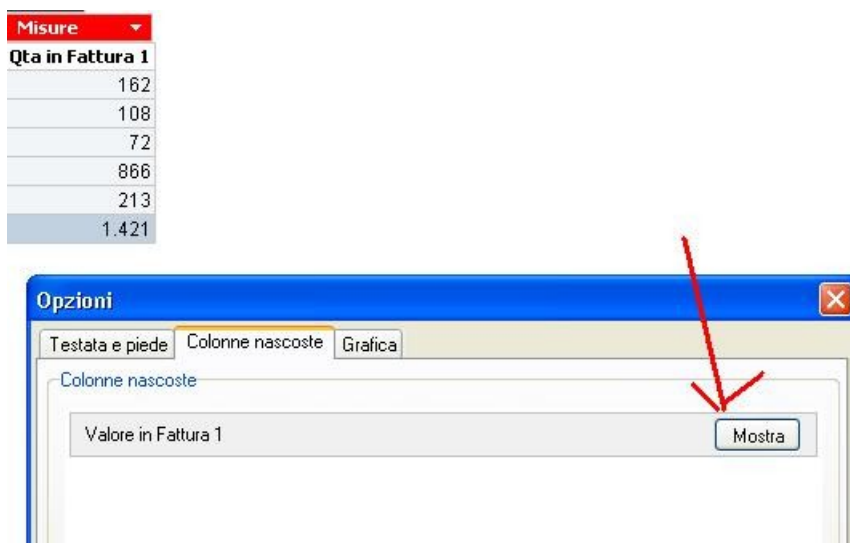 Misure
Qta in Fattura 1
162
108
72
866
213
1.421
Opzioni
Testata e piede Colonne nascoste Grafica
Colonne nascoste
Valore in Fattura 1 Mostra